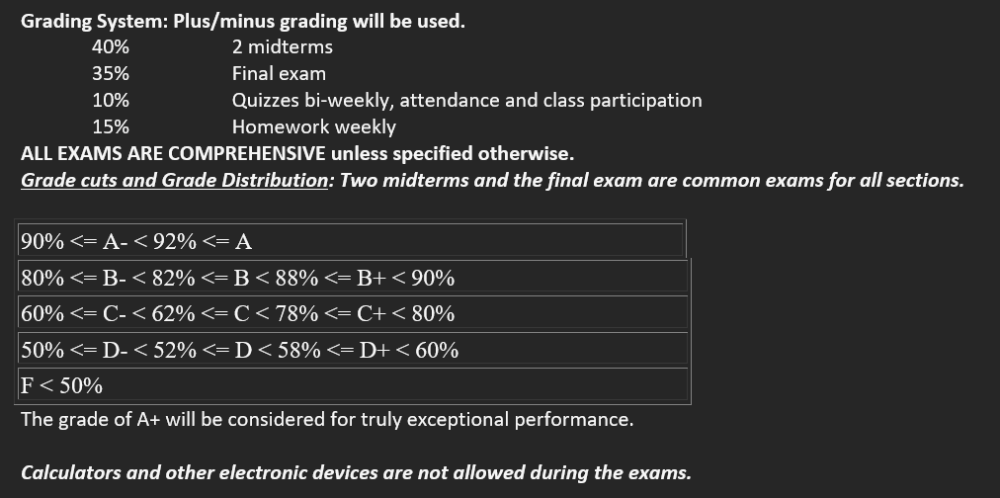 Grading System: Plus/minus grading will be used.
40% 2 midterms
35% Final exam
10% Quizzes bi-weekly, attendance and class participation
15% Homework weekly
ALL EXAMS ARE COMPREHENSIVE unless specified otherwise.
Grade cuts and Grade Distribution: Two midterms and the final exam are common exams for all sections.
90% <= A- < 92% <= A
80% <= B- < 82% <= B < 88% <= B+ < 90%
60% <= C- < 62% <= C < 78% <= C+ < 80%
50% <= D- < 52% <= D < 58% <= D+ < 60%
F < 50%
The grade of A+ will be considered for truly exceptional performance.
Calculators and other electronic devices are not allowed during the exams.